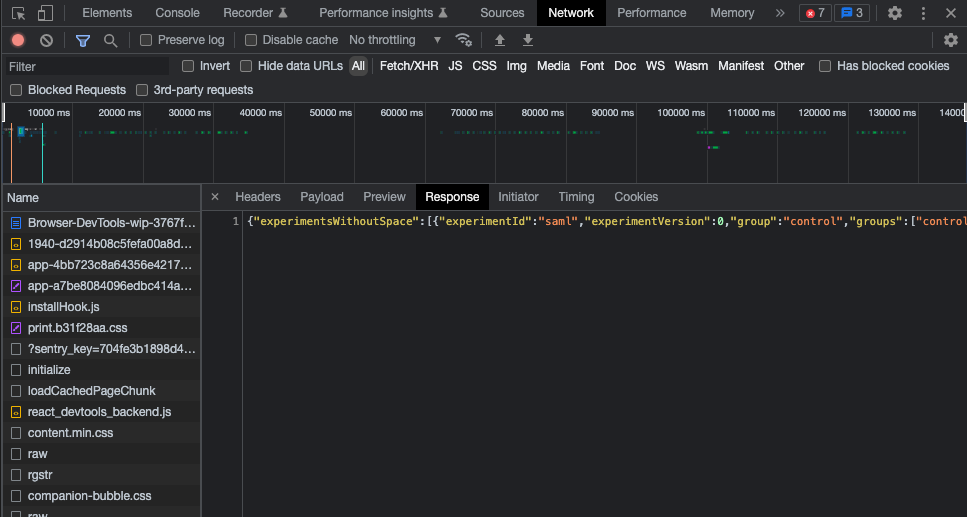 Elements Console Recorder Performance insights Sources Network Performance Memory » 7 3
Preserve log Disable cache No throttling
Filter Invert Hide data URLs All Fetch/XHR JS CSS Img Media Font Doc WS Wasm Manifest Other Has blocked cookies
Blocked Requests 3rd-party requests
10000 ms 20000 ms 30000 ms 40000 ms 50000 ms 60000 ms 70000 ms 80000 ms 90000 ms 100000 ms 110000 ms 120000 ms 130000 ms 14000
Name × Headers Payload Preview Response Initiator Timing Cookies
1 {"experimentsWithoutSpace":[{"experimentId":"saml","experimentVersion":0,"group":"control","groups":["control
Browser-DevTools-wip-3767f...
1940-d2914b08c5fefa00a8d...
app-4bb723c8a64356e4217...
app-a7be8084096edbc414a...
installHook.js
print.b31f28aa.css
?sentry_key=704fe3b1898d4...
initialize
loadCachedPageChunk
react_devtools_backend.js
content.min.css
raw
rgstr
companion-bubble.css
raw